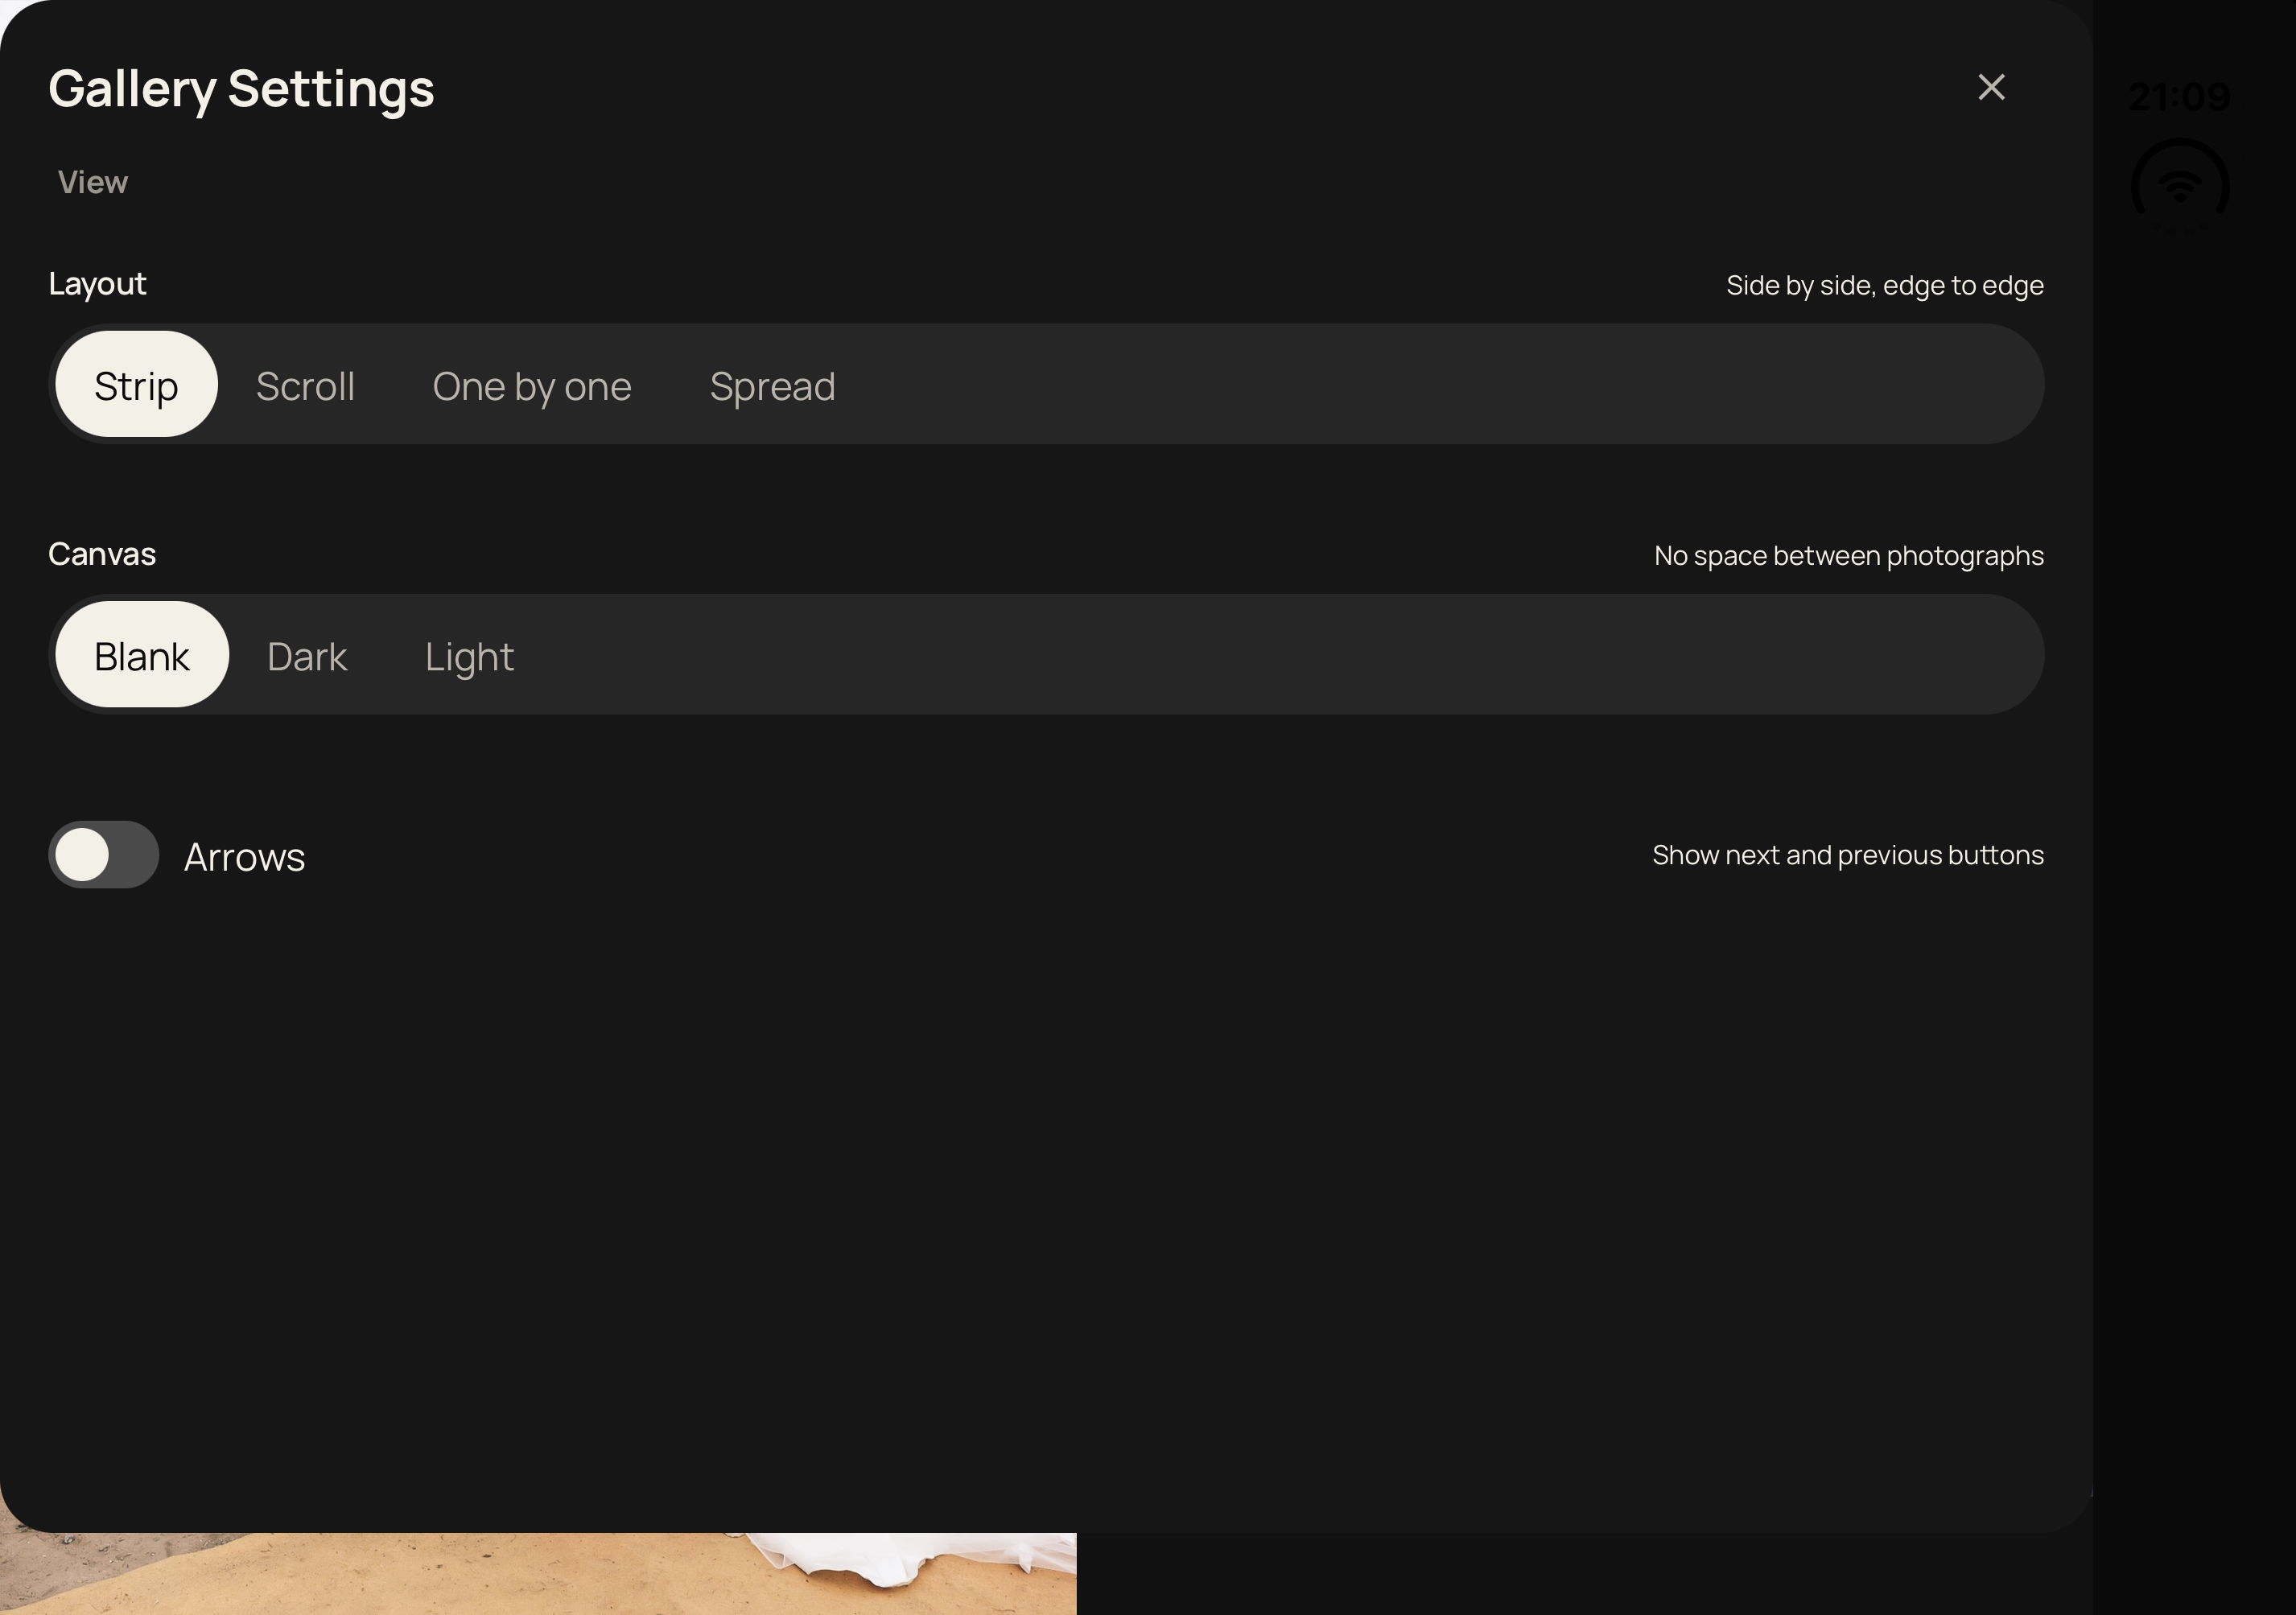 Gallery Settings
21:09
View
Layout
Side by side, edge to edge
Strip
Scroll
One by one
Spread
Canvas
No space between photographs
Blank
Dark
Light
Arrows
Show next and previous buttons